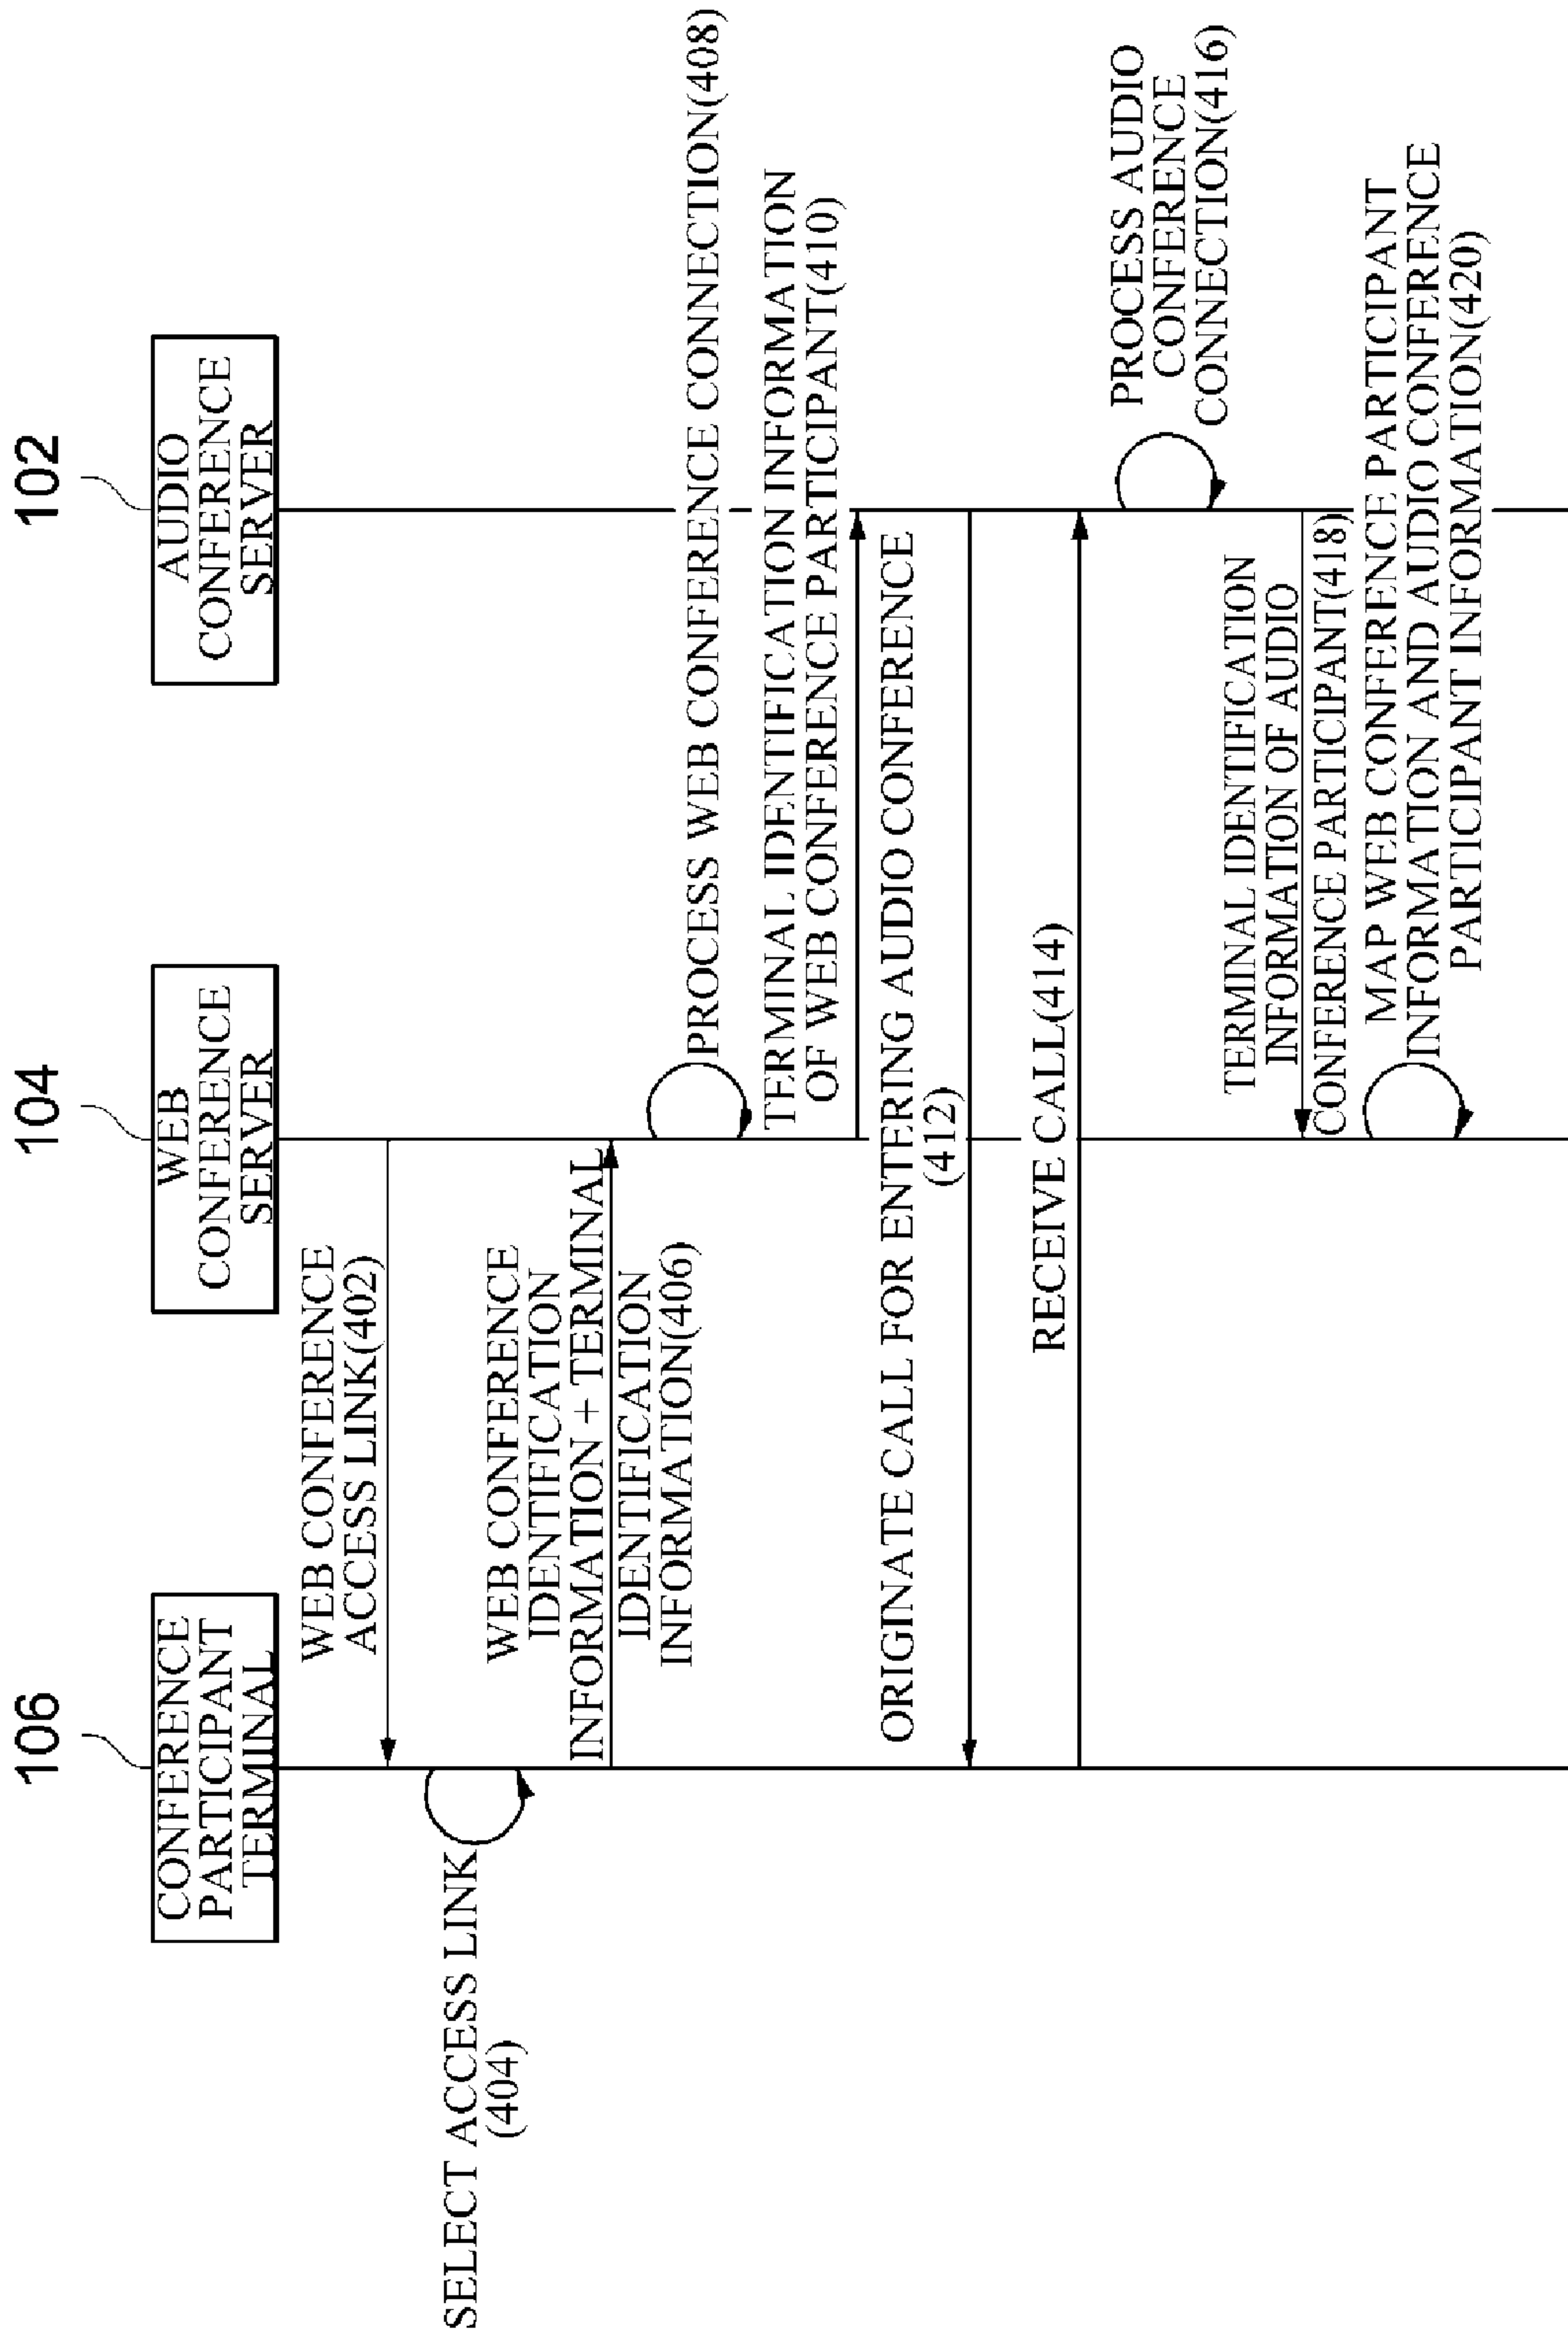 106
104
102
CONFERENCE
PARTICIPANT
TERMINAL
WEB
CONFERENCE
SERVER
AUDIO
CONFERENCE
SERVER
WEB CONFERENCE
ACCESS LINK(402)
SELECT ACCESS LINK
(404)
WEB CONFERENCE
IDENTIFICATION
INFORMATION + TERMINAL
IDENTIFICATION
INFORMATION(406)
PROCESS WEB CONFERENCE CONNECTION(408)
TERMINAL IDENTIFICATION INFORMATION
OF WEB CONFERENCE PARTICIPANT(410)
ORIGINATE CALL FOR ENTERING AUDIO CONFERENCE
(412)
RECEIVE CALL(414)
PROCESS AUDIO
CONFERENCE
CONNECTION(416)
TERMINAL IDENTIFICATION
INFORMATION OF AUDIO
CONFERENCE PARTICIPANT(418)
MAP WEB CONFERENCE PARTICIPANT
INFORMATION AND AUDIO CONFERENCE
PARTICIPANT INFORMATION(420)